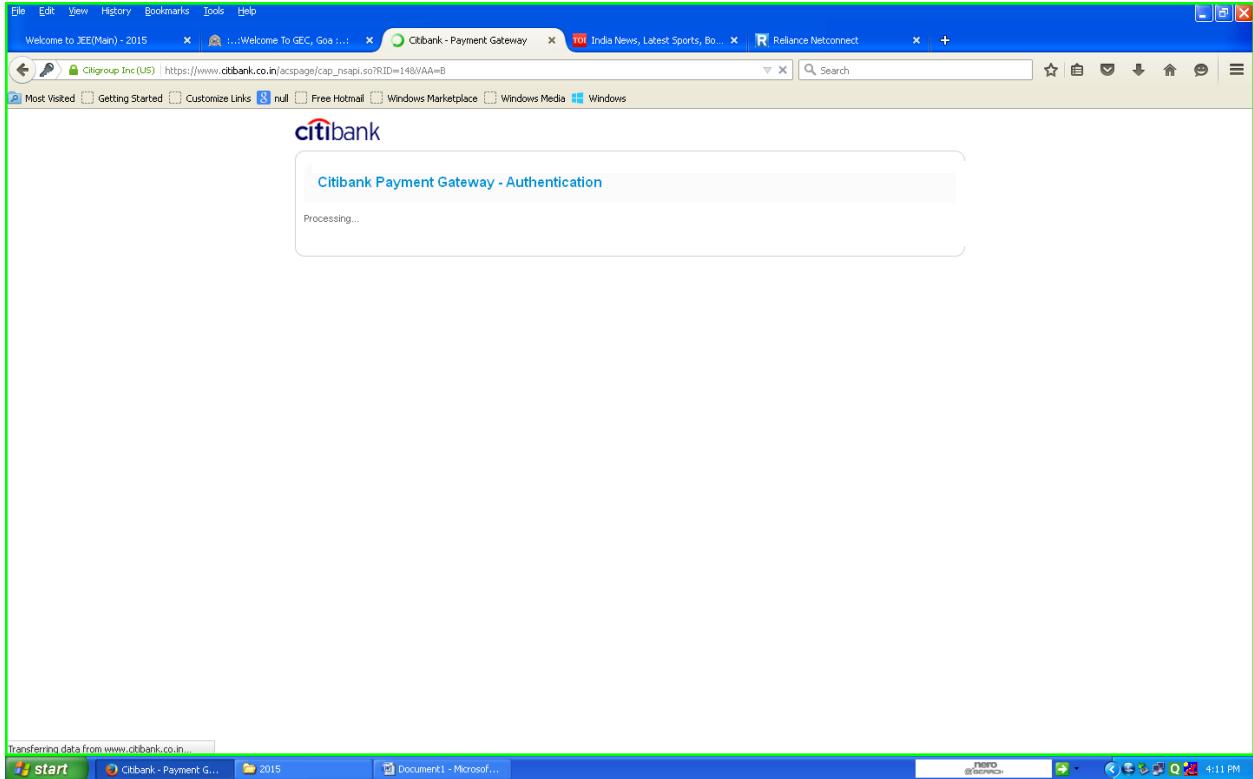 File Edit View History Bookmarks Tools Help
Welcome to JEE(Main) - 2015 :..:Welcome To GEC, Goa :..: Citibank - Payment Gateway TOI India News, Latest Sports, Bo... R Reliance Netconnect
Citigroup Inc (US) https://www.citibank.co.in/acspage/cap_nsapi.so?RID=14&VAA=B Search
Most Visited Getting Started Customize Links 8 null Free Hotmail Windows Marketplace Windows Media Windows
citibank
Citibank Payment Gateway - Authentication
Processing...
Transferring data from www.citibank.co.in...
start Citibank - Payment G... 2015 Document1 - Microsof... nero SEARCH 4:11 PM